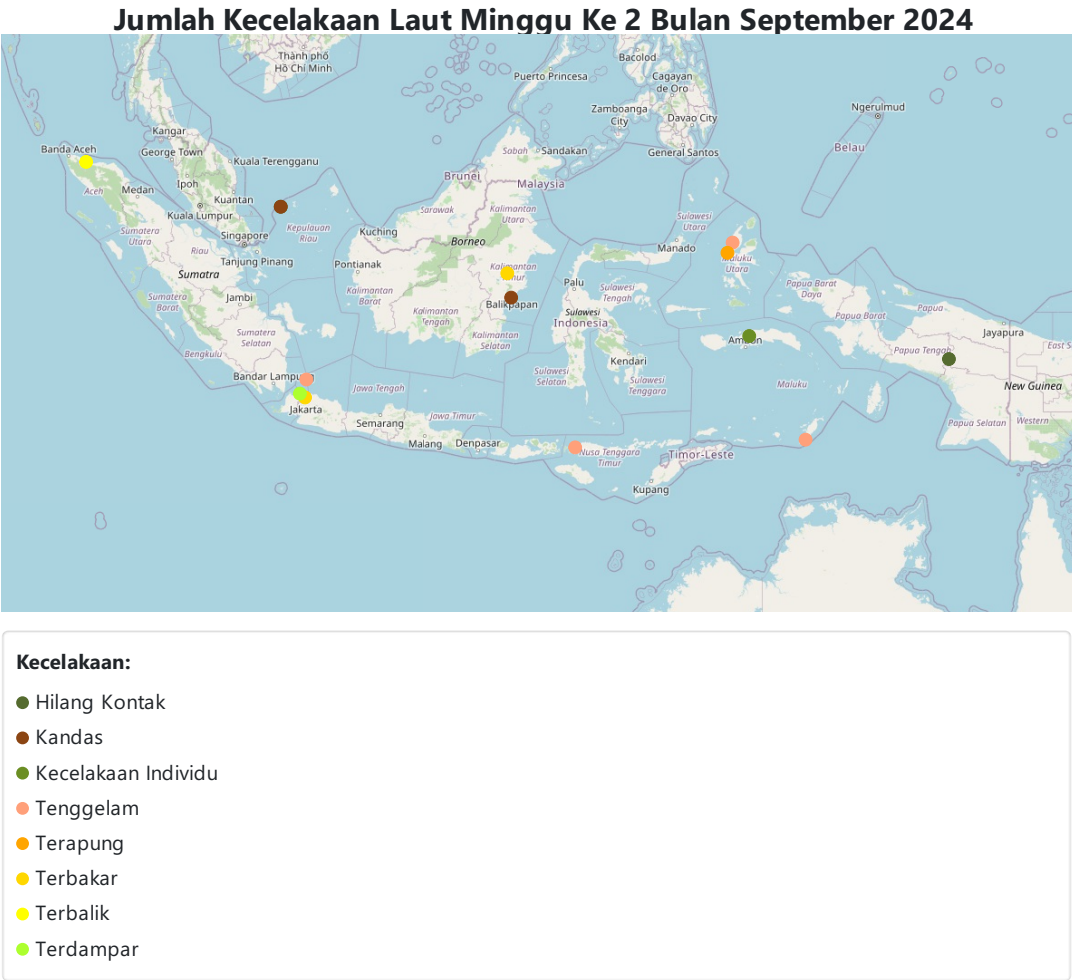 Jumlah Kecelakaan Laut Minggu Ke 2 Bulan September 2024
Thành phố
Hồ Chí Minh
Bacolod
Puerto Princesa
Cagayan
de Oro
Zamboanga
City
Davao City
Ngerulmud
Kangar
Banda Aceh
George Town
Kuala Terengganu
Sabah
Sandakan
General Santos
Belau
Ipoh
Brunei
Malaysia
Aceh
Medan
Kuantan
Kuala Lumpur
Sarawak
Kalimantan
Utara
Sulawesi
Utara
Sumatera
Utara
Singapore
Kepulauan
Riau
Kuching
Borneo
Manado
Riau
Tanjung Pinang
Pontianak
Kalimantan
Timur
Maluku
Utara
Sumatra
Palu
Papua Barat
Daya
Sumatera
Barat
Jambi
Kalimantan
Barat
Balikpapan
Sulawesi
Tengah
Kalimantan
Tengah
Sulawesi
Indonesia
Papua Barat
Papua
Sumatera
Selatan
Kalimantan
Selatan
Ambon
Jayapura
East S
Bengkulu
Papua Tengah
Kendari
Bandar Lampung
Jawa Tengah
Sulawesi
Selatan
Sulawesi
Tenggara
Maluku
New Guinea
Jakarta
Semarang
Jawa Timur
Papua Selatan
Western
Malang
Denpasar
Nusa Tenggara
Timur
Timor-Leste
Kupang
Kecelakaan:
Hilang Kontak
Kandas
Kecelakaan Individu
Tenggelam
Terapung
Terbakar
Terbalik
Terdampar